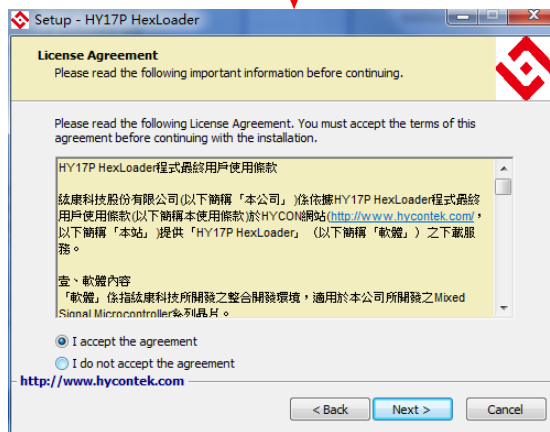 Setup - HY17P HexLoader
License Agreement
Please read the following important information before continuing.
Please read the following License Agreement. You must accept the terms of this
agreement before continuing with the installation.
HY17P HexLoader程式最終用戶使用條款
紘康科技股份有限公司(以下簡稱「本公司」)係依據HY17P HexLoader程式最終
用戶使用條款(以下簡稱本使用條款)於HYCON網站(http://www.hycontek.com/，
以下簡稱「本站」)提供「HY17P HexLoader」（以下簡稱「軟體」）之下載服
務。
壹、軟體內容
「軟體」係指紘康科技所開發之整合開發環境，適用於本公司所開發之Mixed
Signal Microcontroller系列晶片。
I accept the agreement
I do not accept the agreement
http://www.hycontek.com
< Back
Next >
Cancel